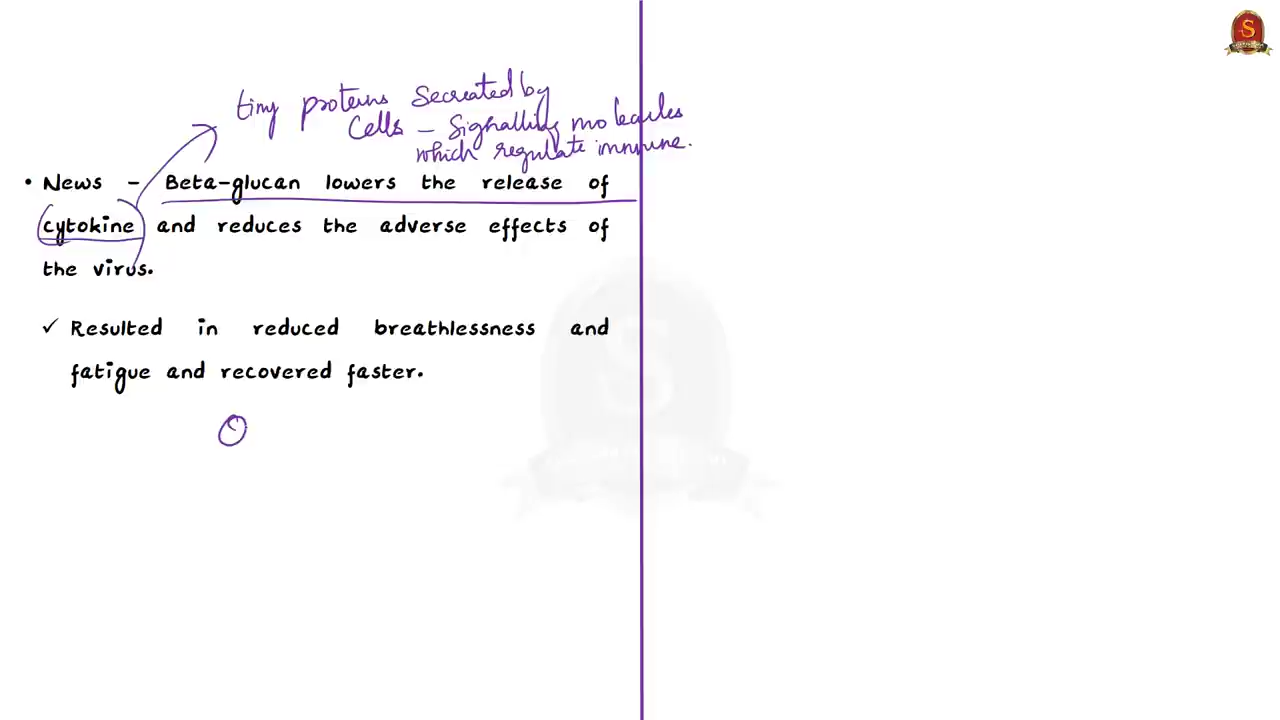 tiny proteins Secreated by
Cells - Signalling molecules
which regulate immune.
• News - Beta-glucan lowers the release of
cytokine and reduces the adverse effects of
the virus.
✓ Resulted in reduced breathlessness and
fatigue and recovered faster.
S